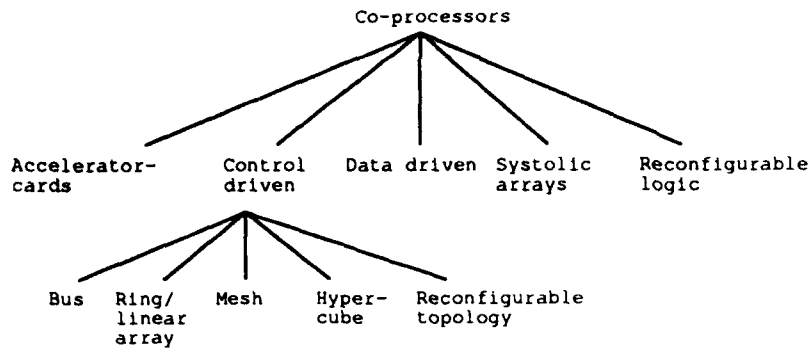 Co-processors
Accelerator-
cards
Control
driven
Data driven
Systolic
arrays
Reconfigurable
logic
Bus
Ring/
linear
array
Mesh
Hyper-
cube
Reconfigurable
topology